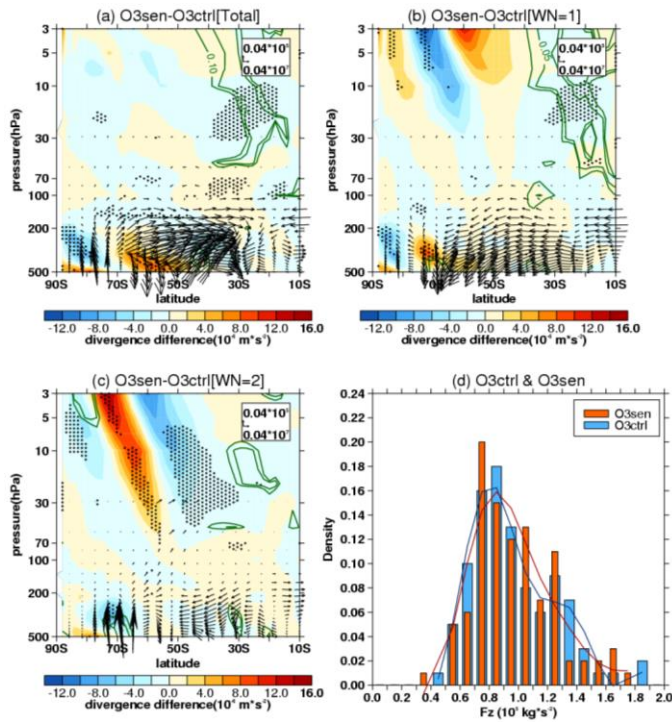 (a) O3sen-O3ctrl[Total]
3
5
10
30
70
100
200
500
pressure(hPa)
0.10
0.04*10⁵
0.04*10⁷
90S 70S 50S 30S 10S
latitude
-12.0 -8.0 -4.0 0.0 4.0 8.0 12.0 16.0
divergence difference(10⁻⁶ m*s⁻²)
(b) O3sen-O3ctrl[WN=1]
3
5
10
30
70
100
200
500
pressure(hPa)
0.05
0.04*10⁵
0.04*10⁷
90S 70S 50S 30S 10S
latitude
-12.0 -8.0 -4.0 0.0 4.0 8.0 12.0 16.0
divergence difference(10⁻⁶ m*s⁻²)
(c) O3sen-O3ctrl[WN=2]
3
5
10
30
70
100
200
500
pressure(hPa)
0.04*10⁵
0.04*10⁷
90S 70S 50S 30S 10S
latitude
-12.0 -8.0 -4.0 0.0 4.0 8.0 12.0 16.0
divergence difference(10⁻⁶ m*s⁻²)
(d) O3ctrl & O3sen
0.24
0.22
0.20
0.18
0.16
0.14
0.12
0.10
0.08
0.06
0.04
0.02
0.00
Density
O3sen
O3ctrl
0.0 0.2 0.4 0.6 0.8 1.0 1.2 1.4 1.6 1.8 2.0